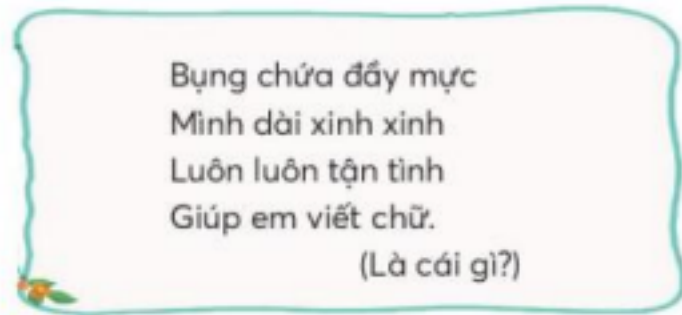 Bụng chứa đầy mực
Mình dài xinh xinh
Luôn luôn tận tình
Giúp em viết chữ.
(Là cái gì?)